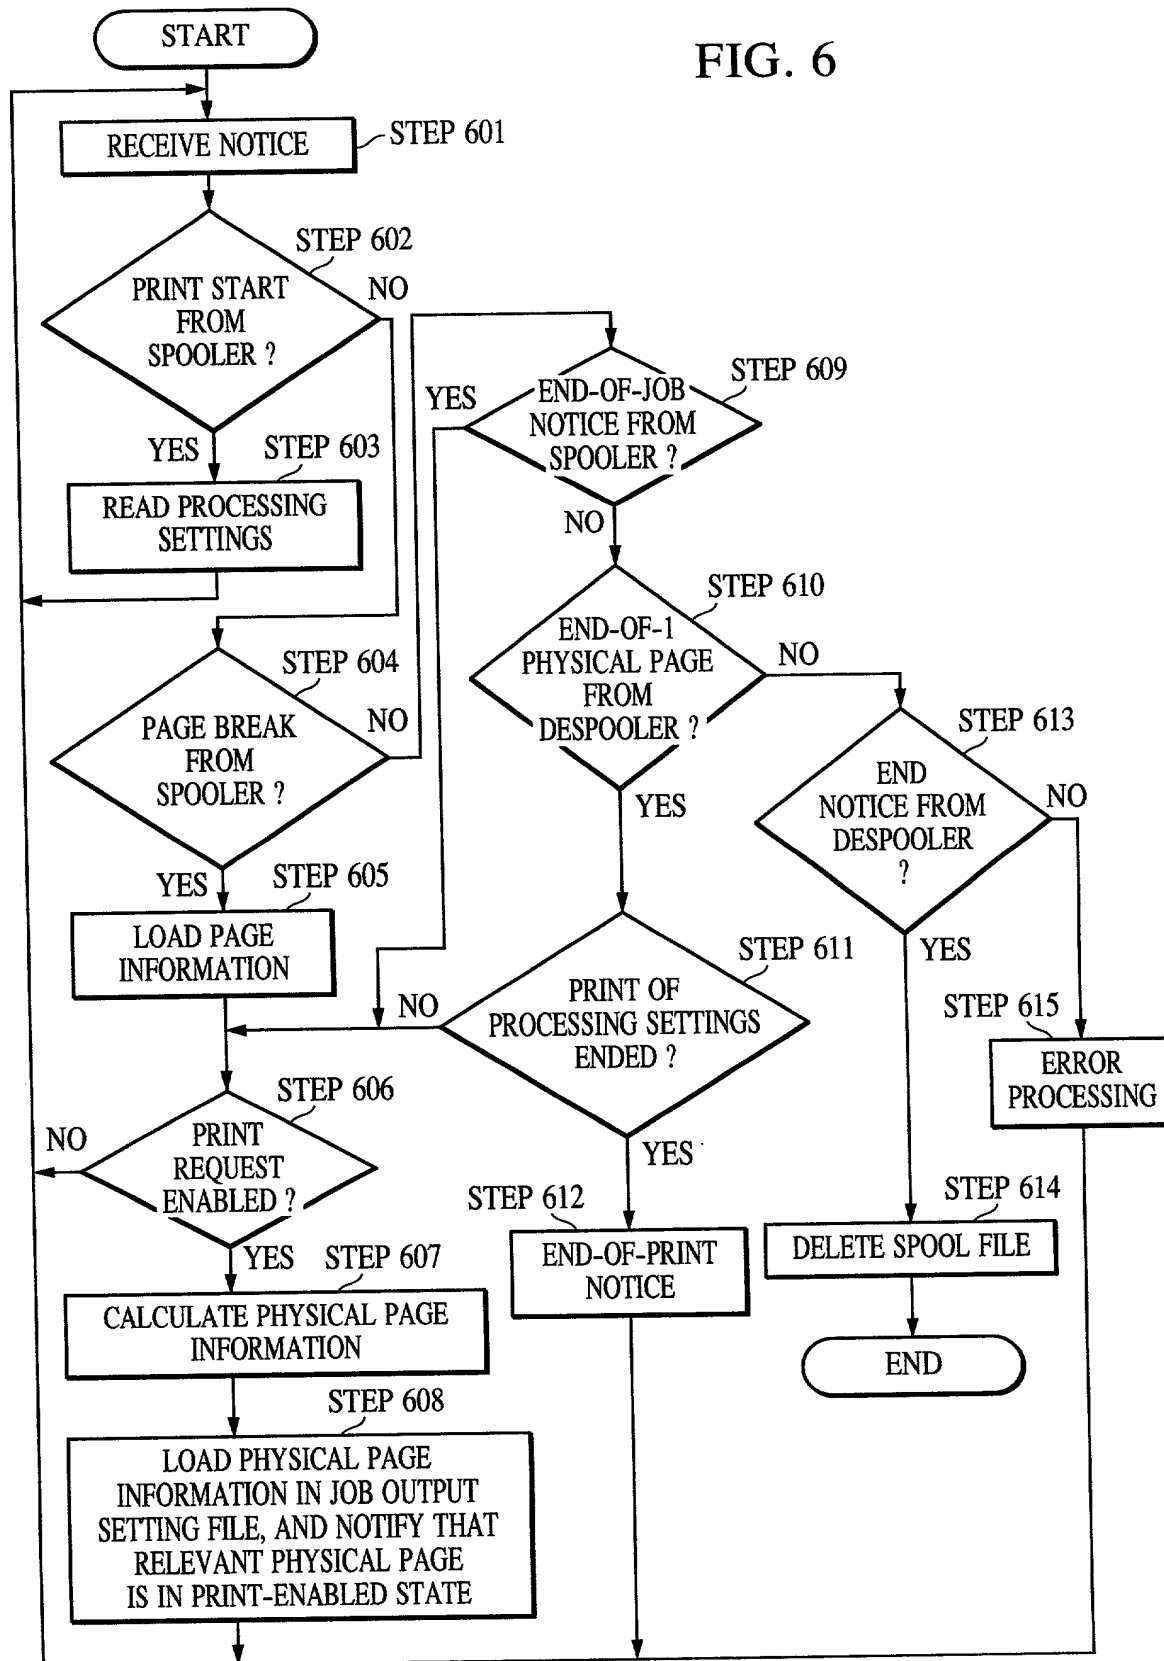 START
FIG. 6
RECEIVE NOTICE
STEP 601
STEP 602
PRINT START
FROM
SPOOLER ?
NO
YES
STEP 603
READ PROCESSING
SETTINGS
STEP 604
PAGE BREAK
FROM
SPOOLER ?
NO
YES
STEP 605
LOAD PAGE
INFORMATION
STEP 606
PRINT
REQUEST
ENABLED ?
NO
YES
STEP 607
CALCULATE PHYSICAL PAGE
INFORMATION
STEP 608
LOAD PHYSICAL PAGE
INFORMATION IN JOB OUTPUT
SETTING FILE, AND NOTIFY THAT
RELEVANT PHYSICAL PAGE
IS IN PRINT-ENABLED STATE
STEP 609
YES
END-OF-JOB
NOTICE FROM
SPOOLER ?
NO
STEP 610
END-OF-1
PHYSICAL PAGE
FROM
DESPOOLER ?
NO
YES
STEP 611
PRINT OF
PROCESSING SETTINGS
ENDED ?
NO
YES
STEP 612
END-OF-PRINT
NOTICE
STEP 613
END
NOTICE FROM
DESPOOLER
?
NO
YES
STEP 614
DELETE SPOOL FILE
END
STEP 615
ERROR
PROCESSING